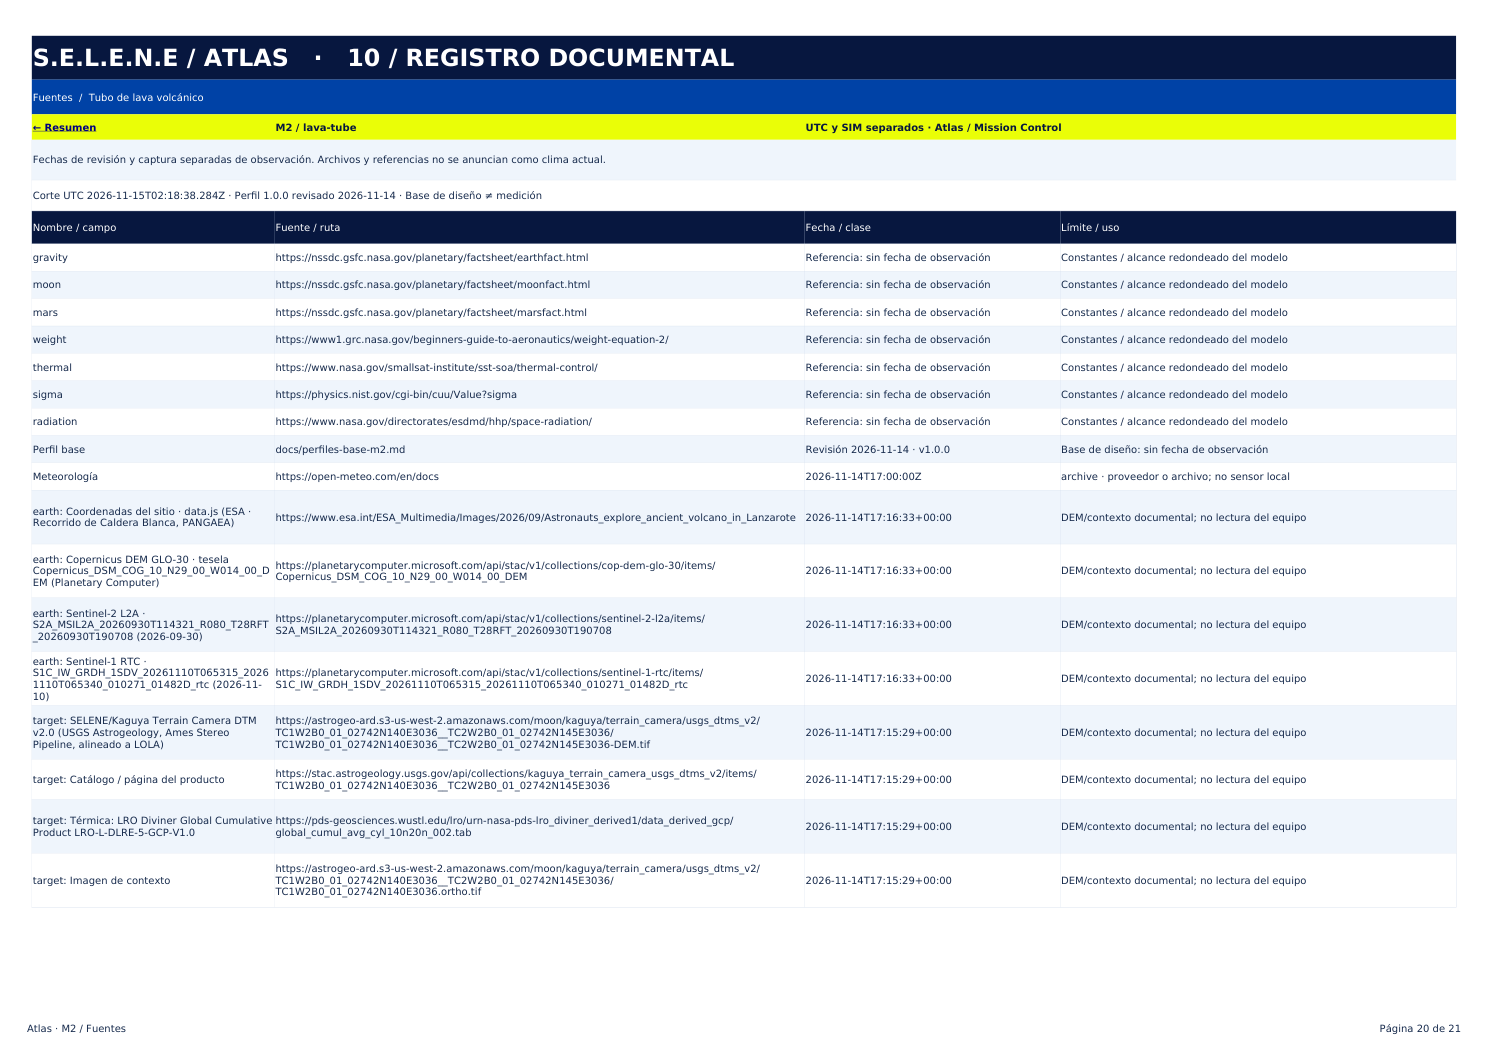 S.E.L.E.N.E / ATLAS · 10 / REGISTRO DOCUMENTAL
Fuentes / Tubo de lava volcánico
← Resumen M2 / lava-tube UTC y SIM separados · Atlas / Mission Control
Fechas de revisión y captura separadas de observación. Archivos y referencias no se anuncian como clima actual.
Corte UTC 2026-11-15T02:18:38.284Z · Perfil 1.0.0 revisado 2026-11-14 · Base de diseño ≠ medición
Nombre / campo Fuente / ruta Fecha / clase Límite / uso
gravity https://nssdc.gsfc.nasa.gov/planetary/factsheet/earthfact.html Referencia: sin fecha de observación Constantes / alcance redondeado del modelo
moon https://nssdc.gsfc.nasa.gov/planetary/factsheet/moonfact.html Referencia: sin fecha de observación Constantes / alcance redondeado del modelo
mars https://nssdc.gsfc.nasa.gov/planetary/factsheet/marsfact.html Referencia: sin fecha de observación Constantes / alcance redondeado del modelo
weight https://www1.grc.nasa.gov/beginners-guide-to-aeronautics/weight-equation-2/ Referencia: sin fecha de observación Constantes / alcance redondeado del modelo
thermal https://www.nasa.gov/smallsat-institute/sst-soa/thermal-control/ Referencia: sin fecha de observación Constantes / alcance redondeado del modelo
sigma https://physics.nist.gov/cgi-bin/cuu/Value?sigma Referencia: sin fecha de observación Constantes / alcance redondeado del modelo
radiation https://www.nasa.gov/directorates/esdmd/hhp/space-radiation/ Referencia: sin fecha de observación Constantes / alcance redondeado del modelo
Perfil base docs/perfiles-base-m2.md Revisión 2026-11-14 · v1.0.0 Base de diseño: sin fecha de observación
Meteorología https://open-meteo.com/en/docs 2026-11-14T17:00:00Z archive · proveedor o archivo; no sensor local
earth: Coordenadas del sitio · data.js (ESA ·
Recorrido de Caldera Blanca, PANGAEA)
https://www.esa.int/ESA_Multimedia/Images/2026/09/Astronauts_explore_ancient_volcano_in_Lanzarote
2026-11-14T17:16:33+00:00
DEM/contexto documental; no lectura del equipo
earth: Copernicus DEM GLO-30 · tesela
Copernicus_DSM_COG_10_N29_00_W014_00_D
EM (Planetary Computer)
https://planetarycomputer.microsoft.com/api/stac/v1/collections/cop-dem-glo-30/items/
Copernicus_DSM_COG_10_N29_00_W014_00_DEM
2026-11-14T17:16:33+00:00
DEM/contexto documental; no lectura del equipo
earth: Sentinel-2 L2A ·
S2A_MSIL2A_20260930T114321_R080_T28RFT
_20260930T190708 (2026-09-30)
https://planetarycomputer.microsoft.com/api/stac/v1/collections/sentinel-2-l2a/items/
S2A_MSIL2A_20260930T114321_R080_T28RFT_20260930T190708
2026-11-14T17:16:33+00:00
DEM/contexto documental; no lectura del equipo
earth: Sentinel-1 RTC ·
S1C_IW_GRDH_1SDV_20261110T065315_2026
1110T065340_010271_01482D_rtc (2026-11-
10)
https://planetarycomputer.microsoft.com/api/stac/v1/collections/sentinel-1-rtc/items/
S1C_IW_GRDH_1SDV_20261110T065315_20261110T065340_010271_01482D_rtc
2026-11-14T17:16:33+00:00
DEM/contexto documental; no lectura del equipo
target: SELENE/Kaguya Terrain Camera DTM
v2.0 (USGS Astrogeology, Ames Stereo
Pipeline, alineado a LOLA)
https://astrogeo-ard.s3-us-west-2.amazonaws.com/moon/kaguya/terrain_camera/usgs_dtms_v2/
TC1W2B0_01_02742N140E3036__TC2W2B0_01_02742N145E3036/
TC1W2B0_01_02742N140E3036__TC2W2B0_01_02742N145E3036-DEM.tif
2026-11-14T17:15:29+00:00
DEM/contexto documental; no lectura del equipo
target: Catálogo / página del producto
https://stac.astrogeology.usgs.gov/api/collections/kaguya_terrain_camera_usgs_dtms_v2/items/
TC1W2B0_01_02742N140E3036__TC2W2B0_01_02742N145E3036
2026-11-14T17:15:29+00:00
DEM/contexto documental; no lectura del equipo
target: Térmica: LRO Diviner Global Cumulative
Product LRO-L-DLRE-5-GCP-V1.0
https://pds-geosciences.wustl.edu/lro/urn-nasa-pds-lro_diviner_derived1/data_derived_gcp/
global_cumul_avg_cyl_10n20n_002.tab
2026-11-14T17:15:29+00:00
DEM/contexto documental; no lectura del equipo
target: Imagen de contexto
https://astrogeo-ard.s3-us-west-2.amazonaws.com/moon/kaguya/terrain_camera/usgs_dtms_v2/
TC1W2B0_01_02742N140E3036__TC2W2B0_01_02742N145E3036/
TC1W2B0_01_02742N140E3036.ortho.tif
2026-11-14T17:15:29+00:00
DEM/contexto documental; no lectura del equipo
Atlas · M2 / Fuentes Página 20 de 21